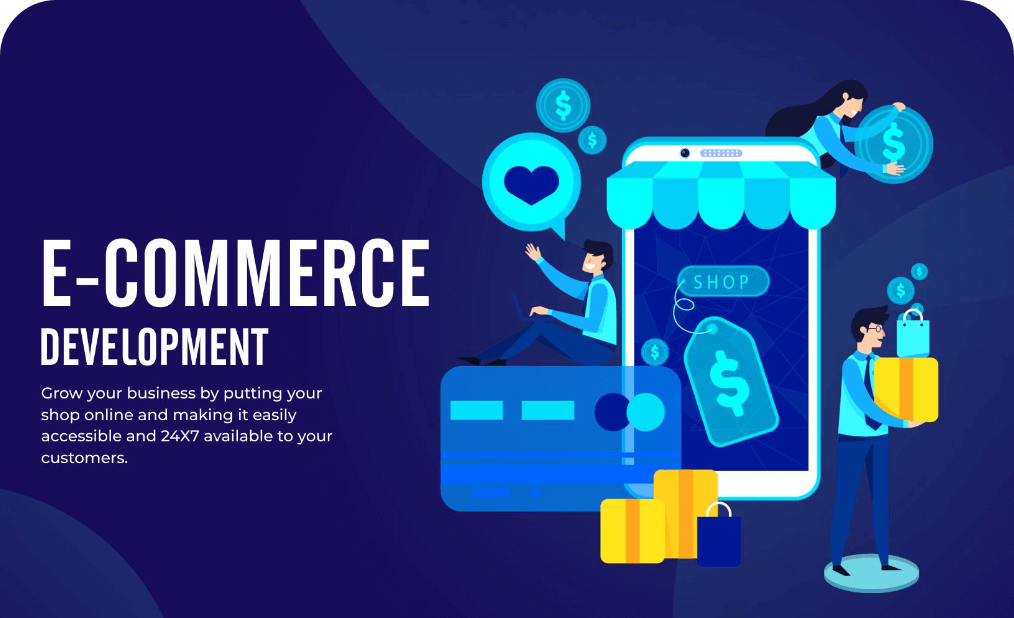 E-COMMERCE
DEVELOPMENT
Grow your business by putting your
shop online and making it easily
accessible and 24X7 available to your
customers.
SHOP
$
$
$
$
$
$
$